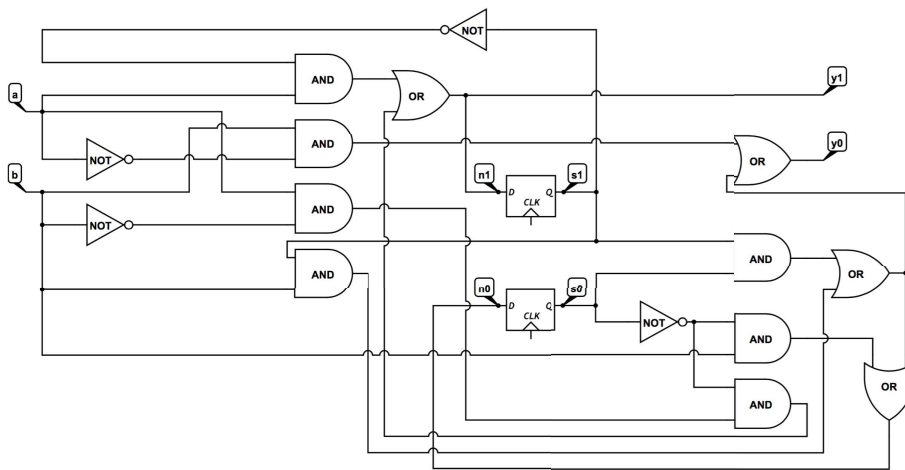 NOT
AND
a
OR
y1
AND
y0
NOT
OR
n1
D
Q
s1
CLK
AND
b
NOT
AND
AND
OR
n0
D
Q
s0
CLK
NOT
AND
OR
AND